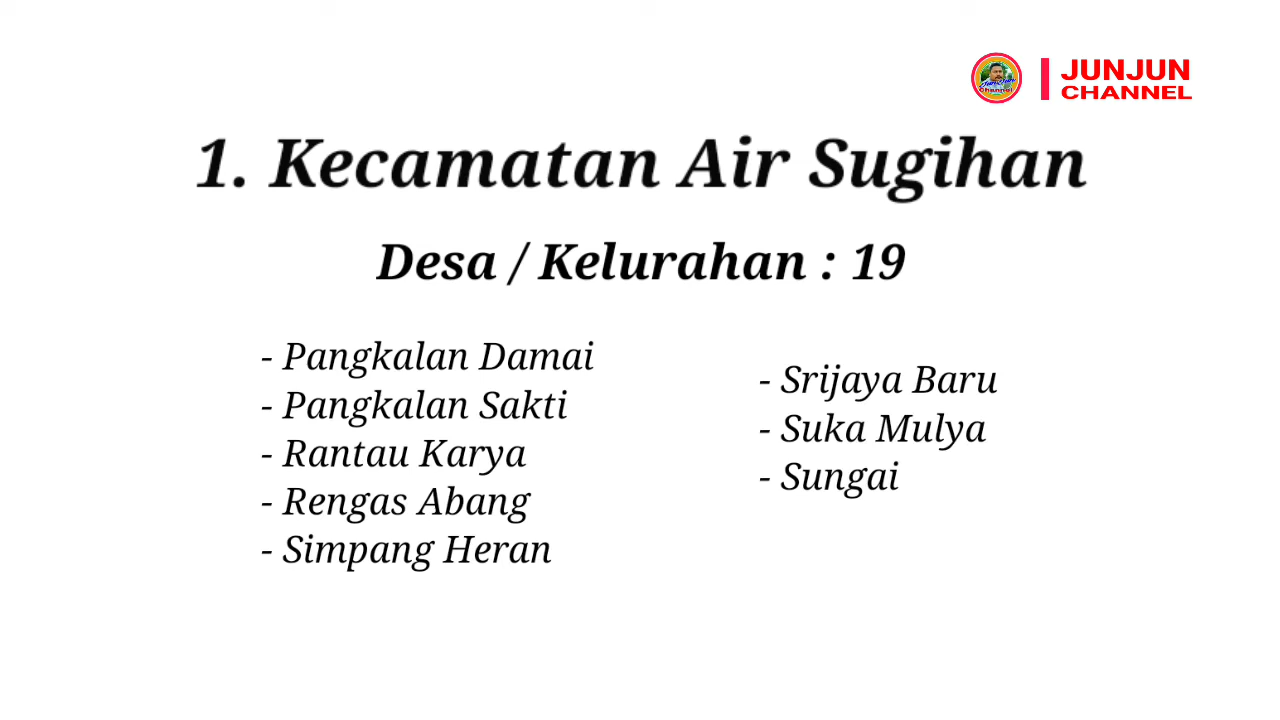 JUNJUN
CHANNEL
1. Kecamatan Air Sugihan
Desa / Kelurahan : 19
- Pangkalan Damai
- Pangkalan Sakti
- Rantau Karya
- Rengas Abang
- Simpang Heran
- Srijaya Baru
- Suka Mulya
- Sungai